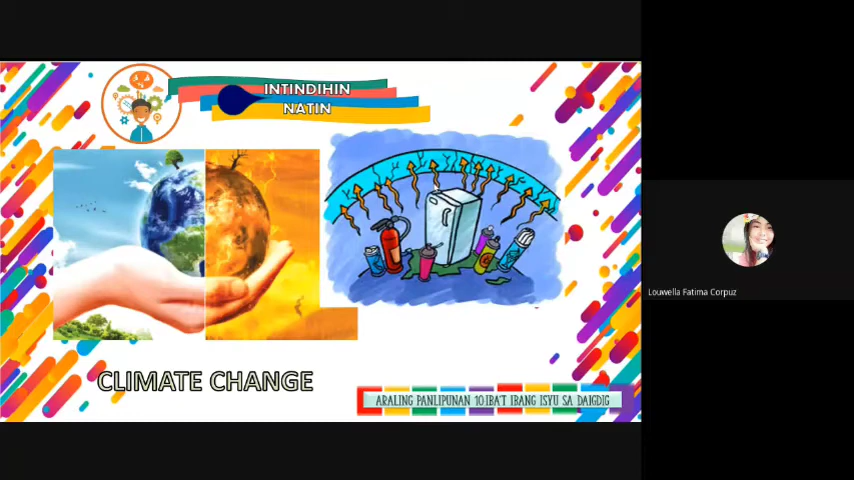 INTINDIHIN
NATIN
CLIMATE CHANGE
ARALING PANLIPUNAN 10:IBA'T IBANG ISYU SA DAIGDIG
Louwella Fatima Corpuz